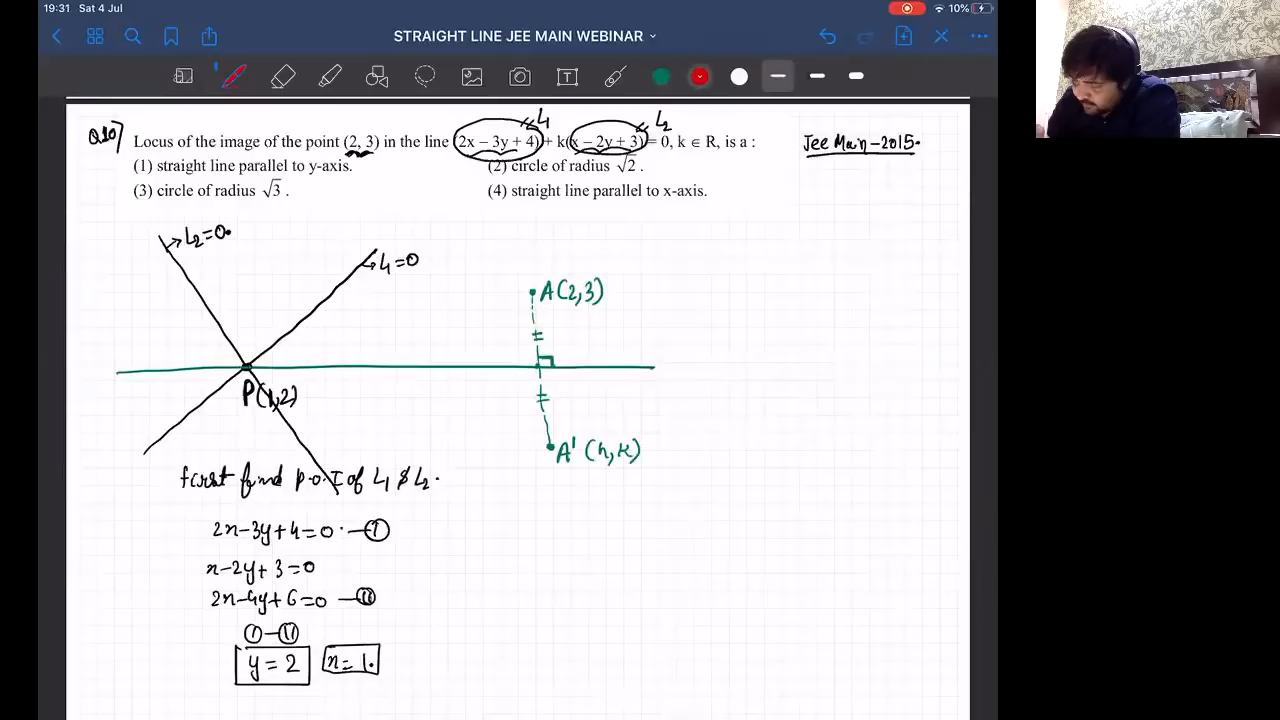 19:31 Sat 4 Jul
10%
STRAIGHT LINE JEE MAIN WEBINAR
L1
L2
Q10) Locus of the image of the point (2, 3) in the line (2x − 3y + 4) + k(x − 2y + 3) = 0, k ∈ R, is a :
Jee Main-2015.
(1) straight line parallel to y-axis. (2) circle of radius √2 .
(3) circle of radius √3 . (4) straight line parallel to x-axis.
L2=0.
L1=0
A(2,3)
P(1,2)
A'(h,k)
first find P.O.I of L1 & L2.
2x-3y+4=0. — (I)
x-2y+3=0
2x-4y+6=0 — (II)
(I) - (II)
y=2 x=1.